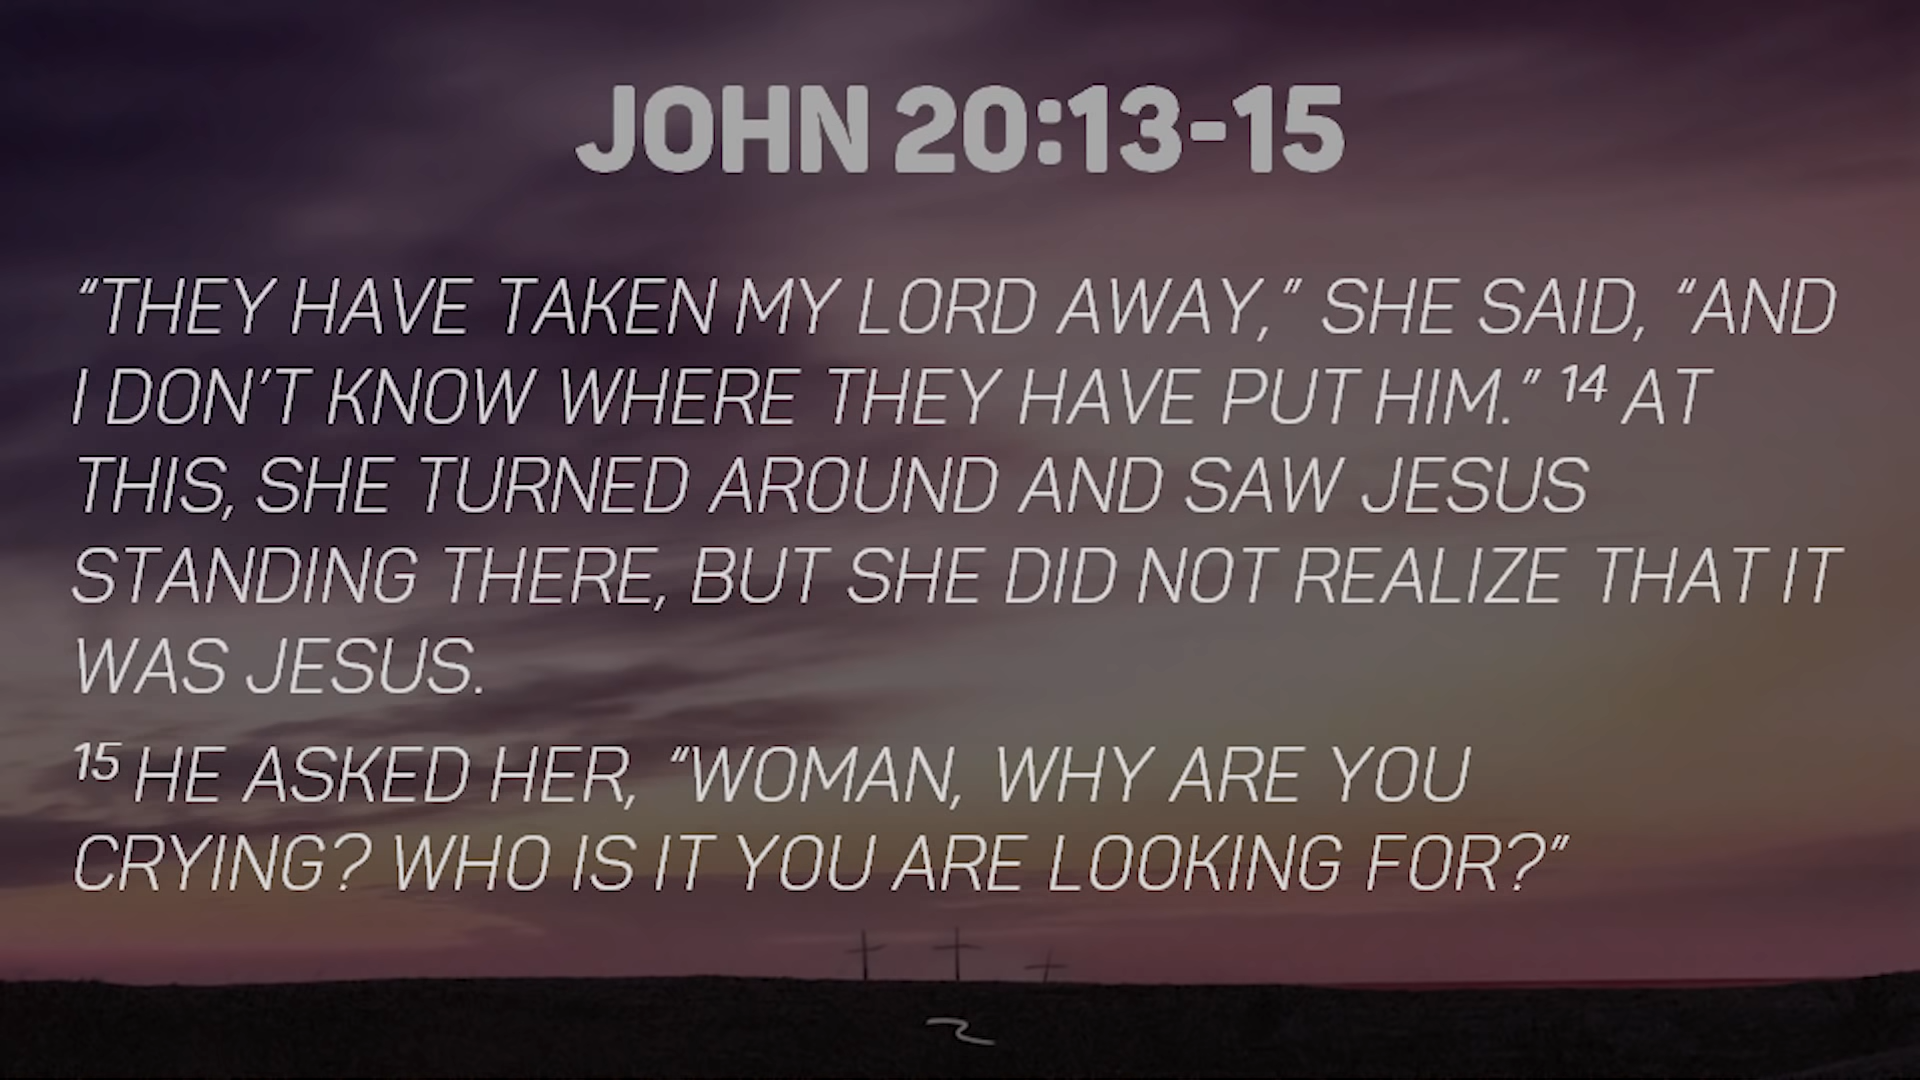 JOHN 20:13-15
“THEY HAVE TAKEN MY LORD AWAY,” SHE SAID, “AND
I DON’T KNOW WHERE THEY HAVE PUT HIM.” 14 AT
THIS, SHE TURNED AROUND AND SAW JESUS
STANDING THERE, BUT SHE DID NOT REALIZE THAT IT
WAS JESUS.
15 HE ASKED HER, “WOMAN, WHY ARE YOU
CRYING? WHO IS IT YOU ARE LOOKING FOR?”